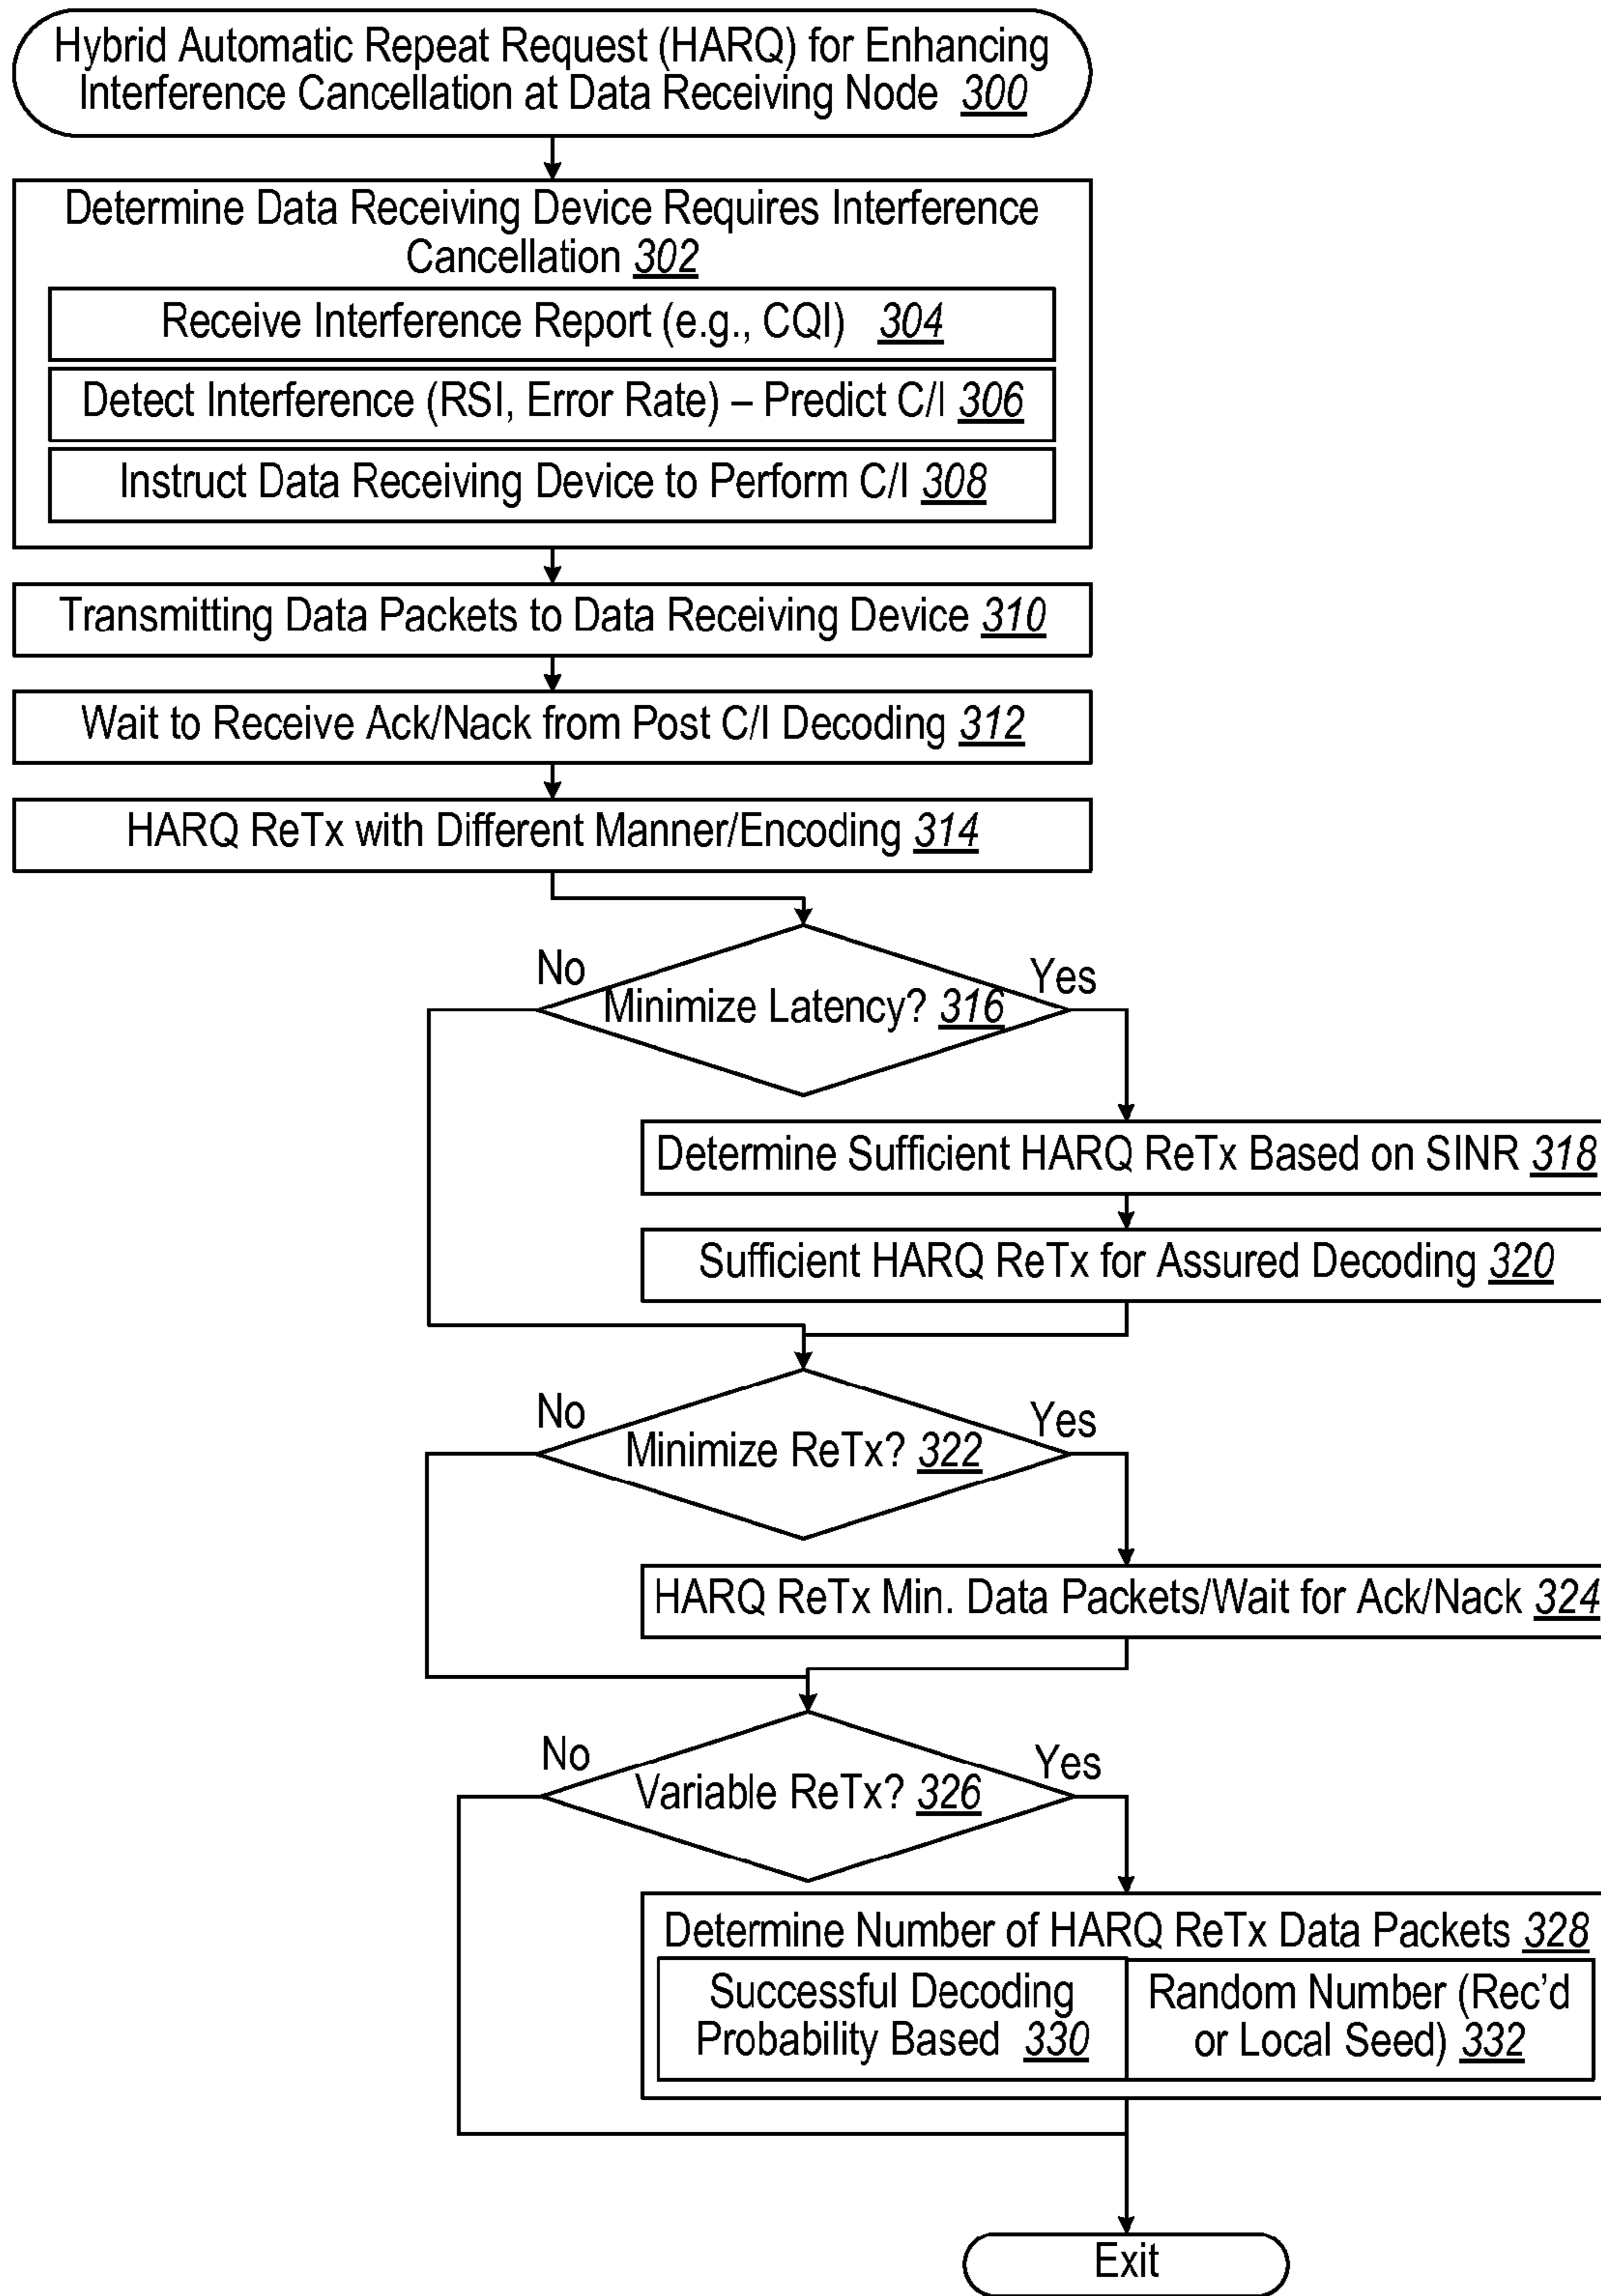 Hybrid Automatic Repeat Request (HARQ) for Enhancing
Interference Cancellation at Data Receiving Node 300
Determine Data Receiving Device Requires Interference
Cancellation 302
Receive Interference Report (e.g., CQI) 304
Detect Interference (RSI, Error Rate) – Predict C/I 306
Instruct Data Receiving Device to Perform C/I 308
Transmitting Data Packets to Data Receiving Device 310
Wait to Receive Ack/Nack from Post C/I Decoding 312
HARQ ReTx with Different Manner/Encoding 314
No
Yes
Minimize Latency? 316
Determine Sufficient HARQ ReTx Based on SINR 318
Sufficient HARQ ReTx for Assured Decoding 320
No
Yes
Minimize ReTx? 322
HARQ ReTx Min. Data Packets/Wait for Ack/Nack 324
No
Yes
Variable ReTx? 326
Determine Number of HARQ ReTx Data Packets 328
Successful Decoding
Probability Based 330
Random Number (Rec'd
or Local Seed) 332
Exit